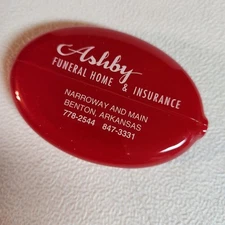 Ashby
FUNERAL HOME & INSURANCE
NARROWAY AND MAIN
BENTON, ARKANSAS
778-2544 847-3331